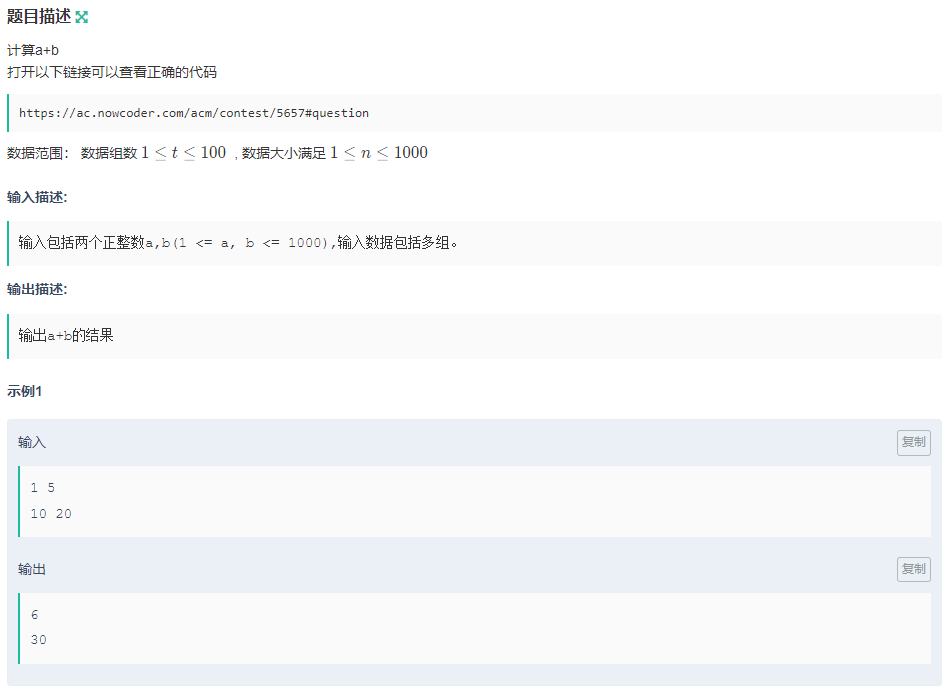 题目描述
计算a+b
打开以下链接可以查看正确的代码
https://ac.nowcoder.com/acm/contest/5657#question
数据范围： 数据组数 1 ≤ t ≤ 100 , 数据大小满足 1 ≤ n ≤ 1000
输入描述:
输入包括两个正整数a,b(1 <= a, b <= 1000),输入数据包括多组。
输出描述:
输出a+b的结果
示例1
输入
复制
1 5
10 20
输出
复制
6
30